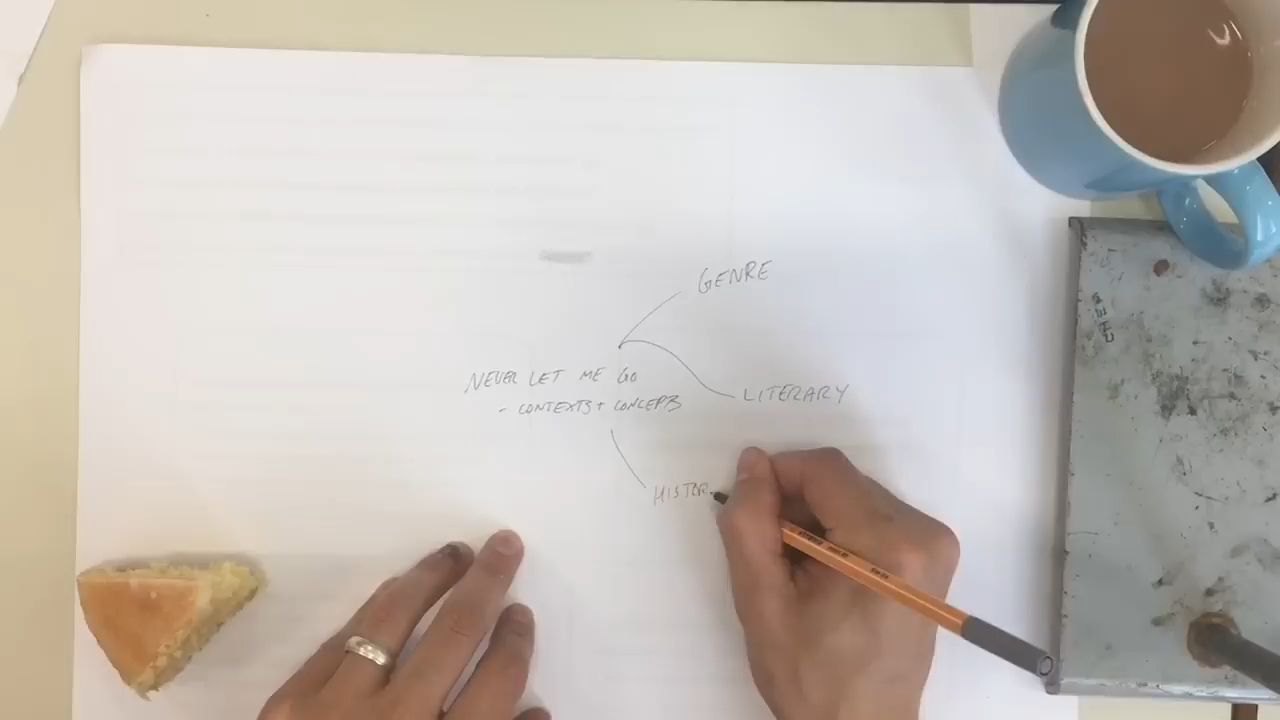 GENRE
NEVER LET ME GO
- CONTEXTS + CONCEPTS
LITERARY
HISTOR